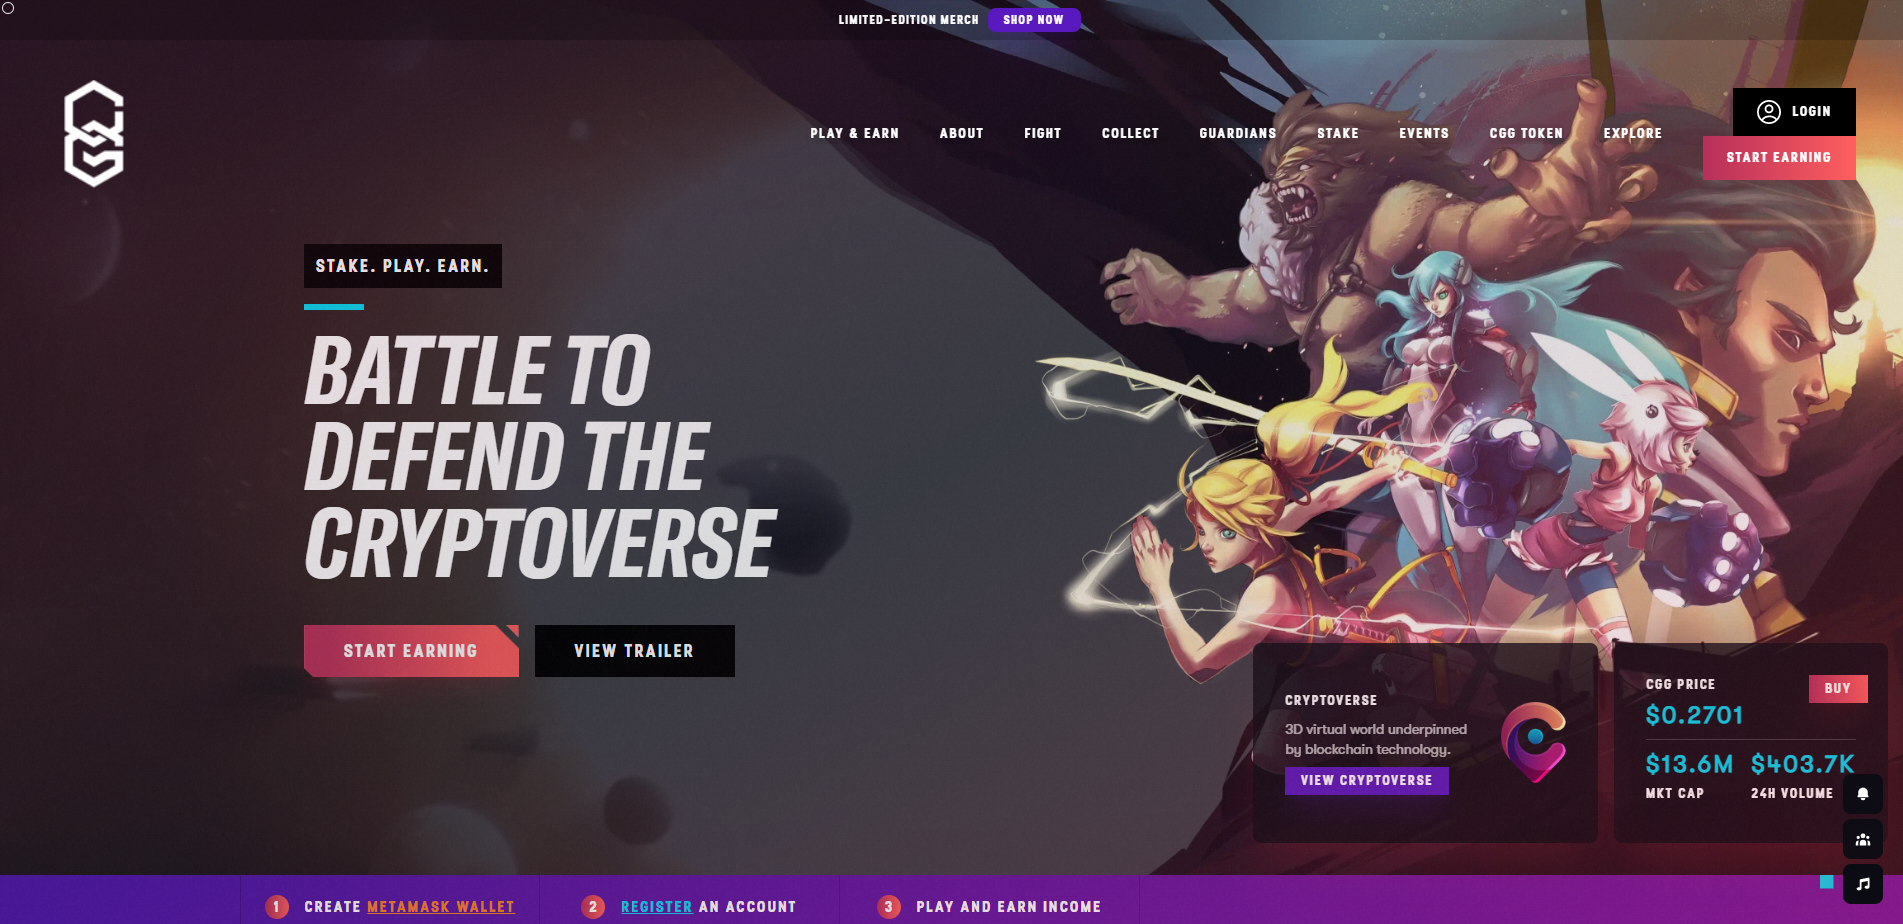 LIMITED-EDITION MERCH SHOP NOW
LOGIN
PLAY & EARN ABOUT FIGHT COLLECT GUARDIANS STAKE EVENTS CGG TOKEN EXPLORE
START EARNING
STAKE. PLAY. EARN.
BATTLE TO
DEFEND THE
CRYPTOVERSE
START EARNING VIEW TRAILER
CRYPTOVERSE
3D virtual world underpinned
by blockchain technology.
VIEW CRYPTOVERSE
CGG PRICE
BUY
$0.2701
$13.6M $403.7K
MKT CAP 24H VOLUME
1 CREATE METAMASK WALLET
2 REGISTER AN ACCOUNT
3 PLAY AND EARN INCOME